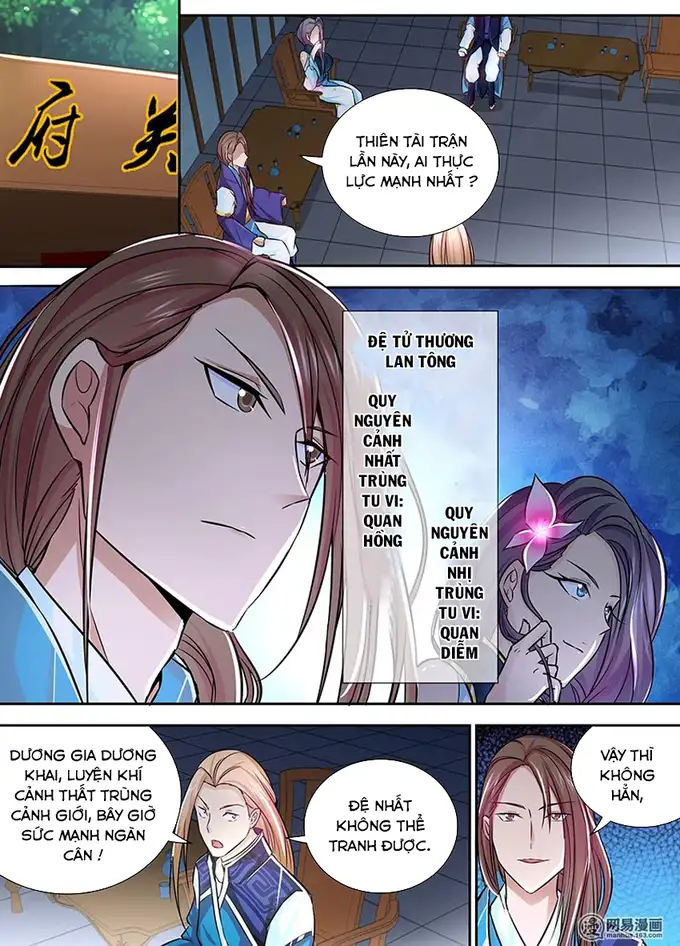 府 关
THIÊN TÀI TRẬN
LẦN NÀY, AI THỰC
LỰC MẠNH NHẤT ?
ĐỆ TỬ THƯƠNG
LAN TÔNG
QUY
NGUYÊN
CẢNH
NHẤT
TRÙNG
TU VI:
QUAN
HỒNG
QUY
NGUYÊN
CẢNH
NHỊ
TRÙNG
TU VI:
QUAN
DIỄM
DƯƠNG GIA DƯƠNG
KHAI, LUYỆN KHÍ
CẢNH THẤT TRÙNG
CẢNH GIỚI, BÂY GIỜ
SỨC MẠNH NGÀN
CÂN !
ĐỆ NHẤT
KHÔNG THỂ
TRANH ĐƯỢC.
VẬY THÌ
KHÔNG
HẲN,
网易漫画
manhua·163.com